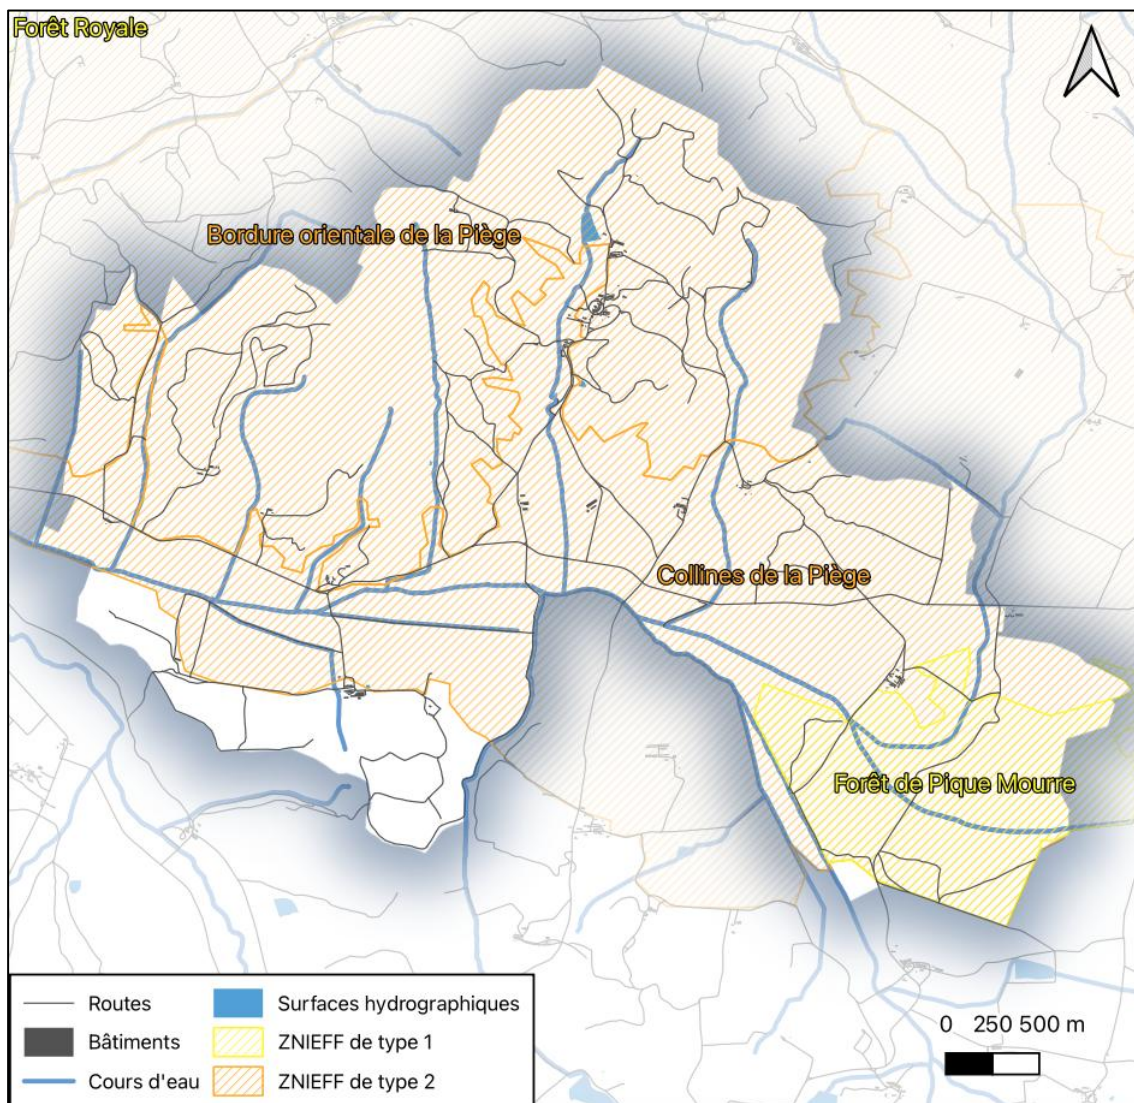 Forêt Royale
Bordure orientale de la Piège
Collines de la Piège
Forêt de Pique Mourre
Routes
Surfaces hydrographiques
Bâtiments
ZNIEFF de type 1
Cours d'eau
ZNIEFF de type 2
0 250 500 m